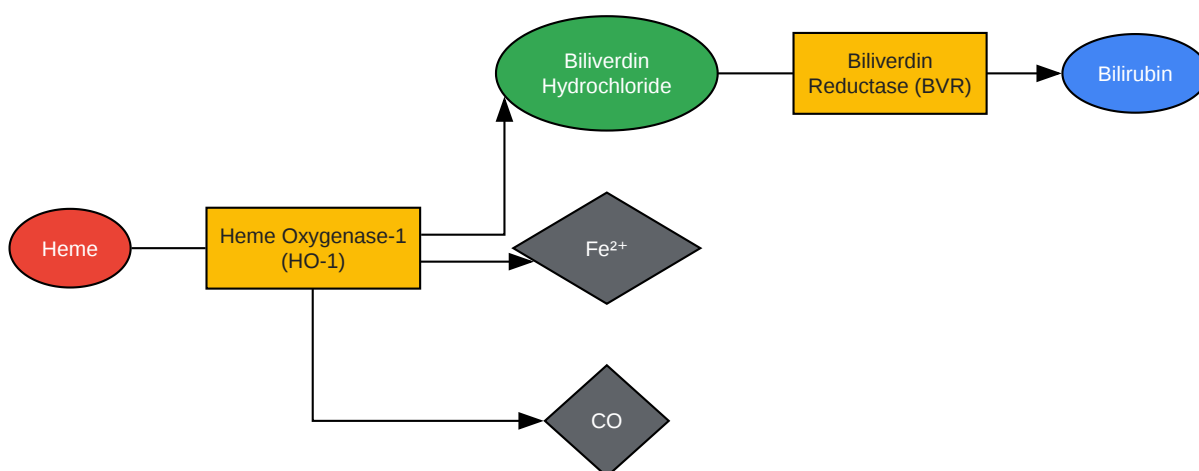 Biliverdin
Hydrochloride
Biliverdin
Reductase (BVR)
Bilirubin
Heme
Heme Oxygenase-1
(HO-1)
Fe²⁺
CO